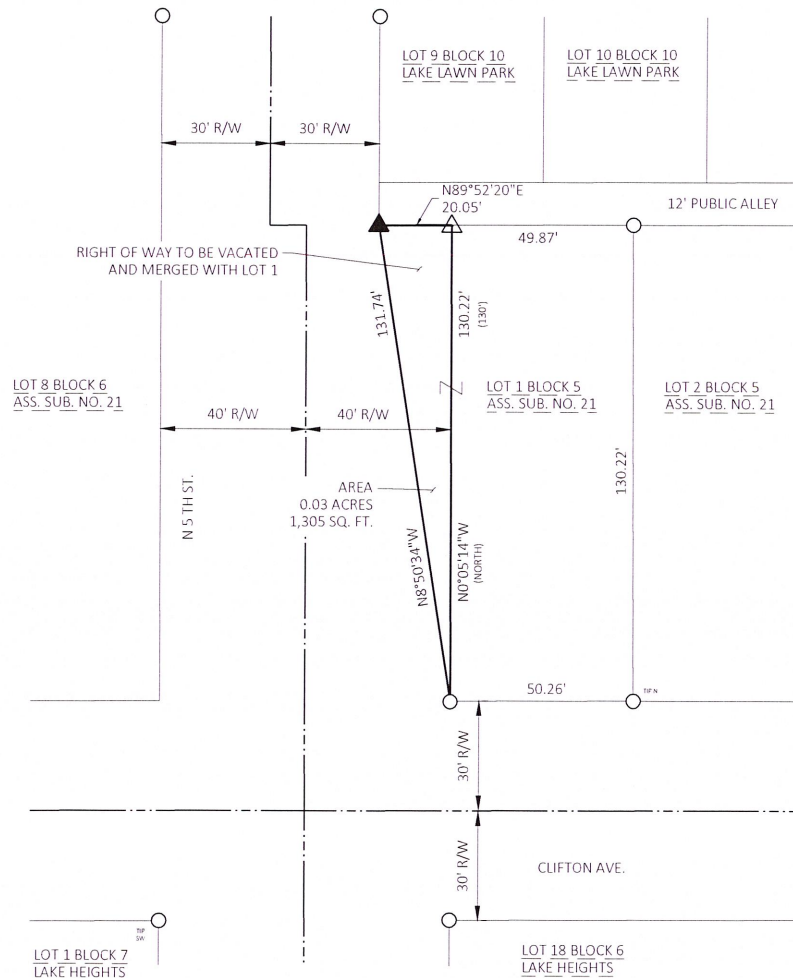 LOT 9 BLOCK 10
LAKE LAWN PARK
LOT 10 BLOCK 10
LAKE LAWN PARK
30' R/W
30' R/W
N89°52'20"E
20.05'
12' PUBLIC ALLEY
49.87'
RIGHT OF WAY TO BE VACATED
AND MERGED WITH LOT 1
131.74'
130.22'
(130')
LOT 8 BLOCK 6
ASS. SUB. NO. 21
LOT 1 BLOCK 5
ASS. SUB. NO. 21
LOT 2 BLOCK 5
ASS. SUB. NO. 21
40' R/W
40' R/W
N 5TH ST.
AREA
0.03 ACRES
1,305 SQ. FT.
130.22'
N8°50'34"W
N0°05'14"W
(NORTH)
50.26'
TIP N
30' R/W
30' R/W
CLIFTON AVE.
TIP
SW
LOT 1 BLOCK 7
LAKE HEIGHTS
LOT 18 BLOCK 6
LAKE HEIGHTS